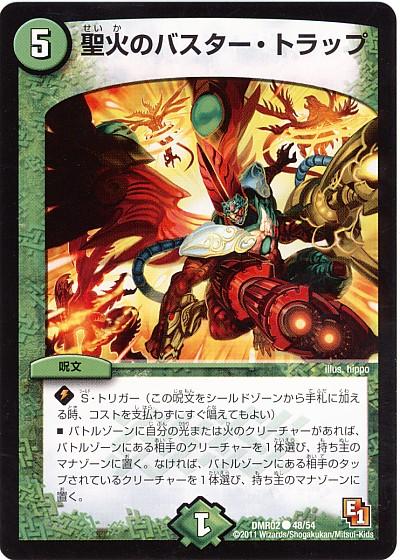 5
せいか
聖火のバスター・トラップ
illus. hippo
呪文
S・トリガー（この呪文をシールドゾーンから手札に加え
る時、コストを支払わずにすぐ唱えてもよい）
■ バトルゾーンに自分の光または火のクリーチャーがあれば、
バトルゾーンにある相手のクリーチャーを1体選び、持ち主の
マナゾーンに置く。なければ、バトルゾーンにある相手のタッ
プされているクリーチャーを1体選び、持ち主のマナゾーンに
置く。
1
E1
DMR02 ● 48/54
©2011 Wizards/Shogakukan/Mitsui-Kids